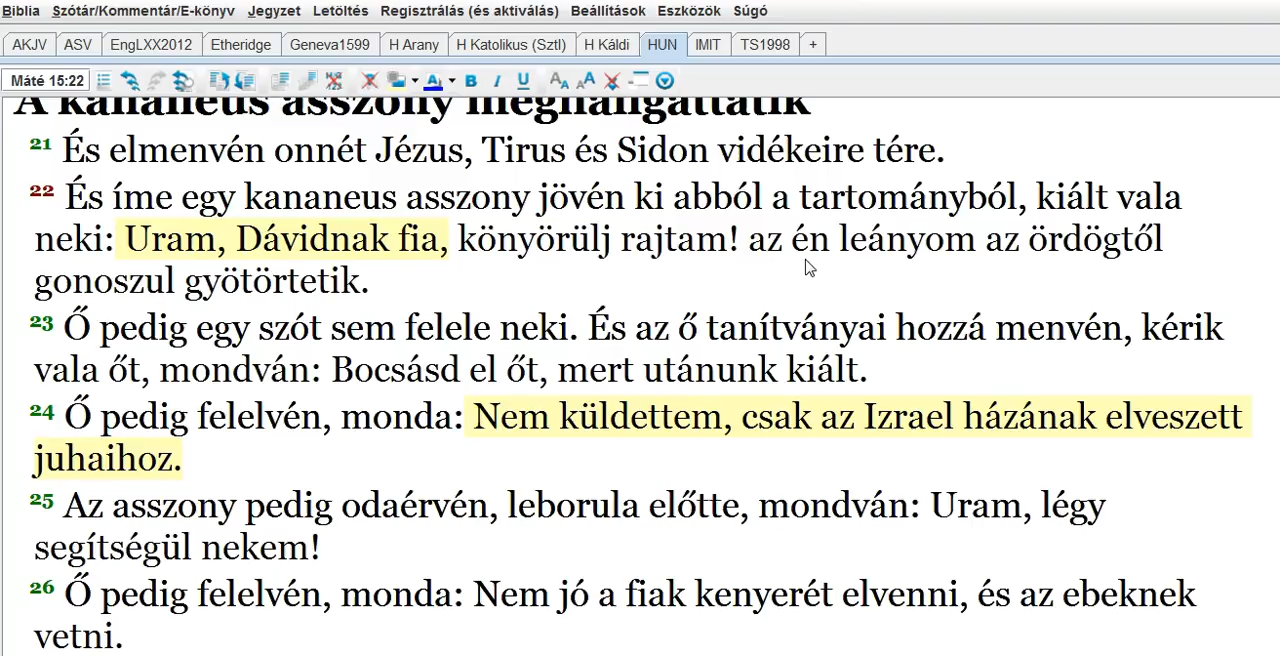 Biblia Szótár/Kommentár/E-könyv Jegyzet Letöltés Regisztrálás (és aktiválás) Beállítások Eszközök Súgó
AKJV ASV EngLXX2012 Etheridge Geneva1599 H Arany H Katolikus (Sztl) H Káldi HUN IMIT TS1998 +
Máté 15:22
A kananeus asszony meghallgattatik
21 És elmenvén onnét Jézus, Tirus és Sidon vidékeire tére.
22 És íme egy kananeus asszony jövén ki abból a tartományból, kiált vala
neki: Uram, Dávidnak fia, könyörülj rajtam! az én leányom az ördögtől
gonoszul gyötörtetik.
23 Ő pedig egy szót sem felele neki. És az ő tanítványai hozzá menvén, kérik
vala őt, mondván: Bocsásd el őt, mert utánunk kiált.
24 Ő pedig felelvén, monda: Nem küldettem, csak az Izrael házának elveszett
juhaihoz.
25 Az asszony pedig odaérvén, leborula előtte, mondván: Uram, légy
segítségül nekem!
26 Ő pedig felelvén, monda: Nem jó a fiak kenyerét elvenni, és az ebeknek
vetni.